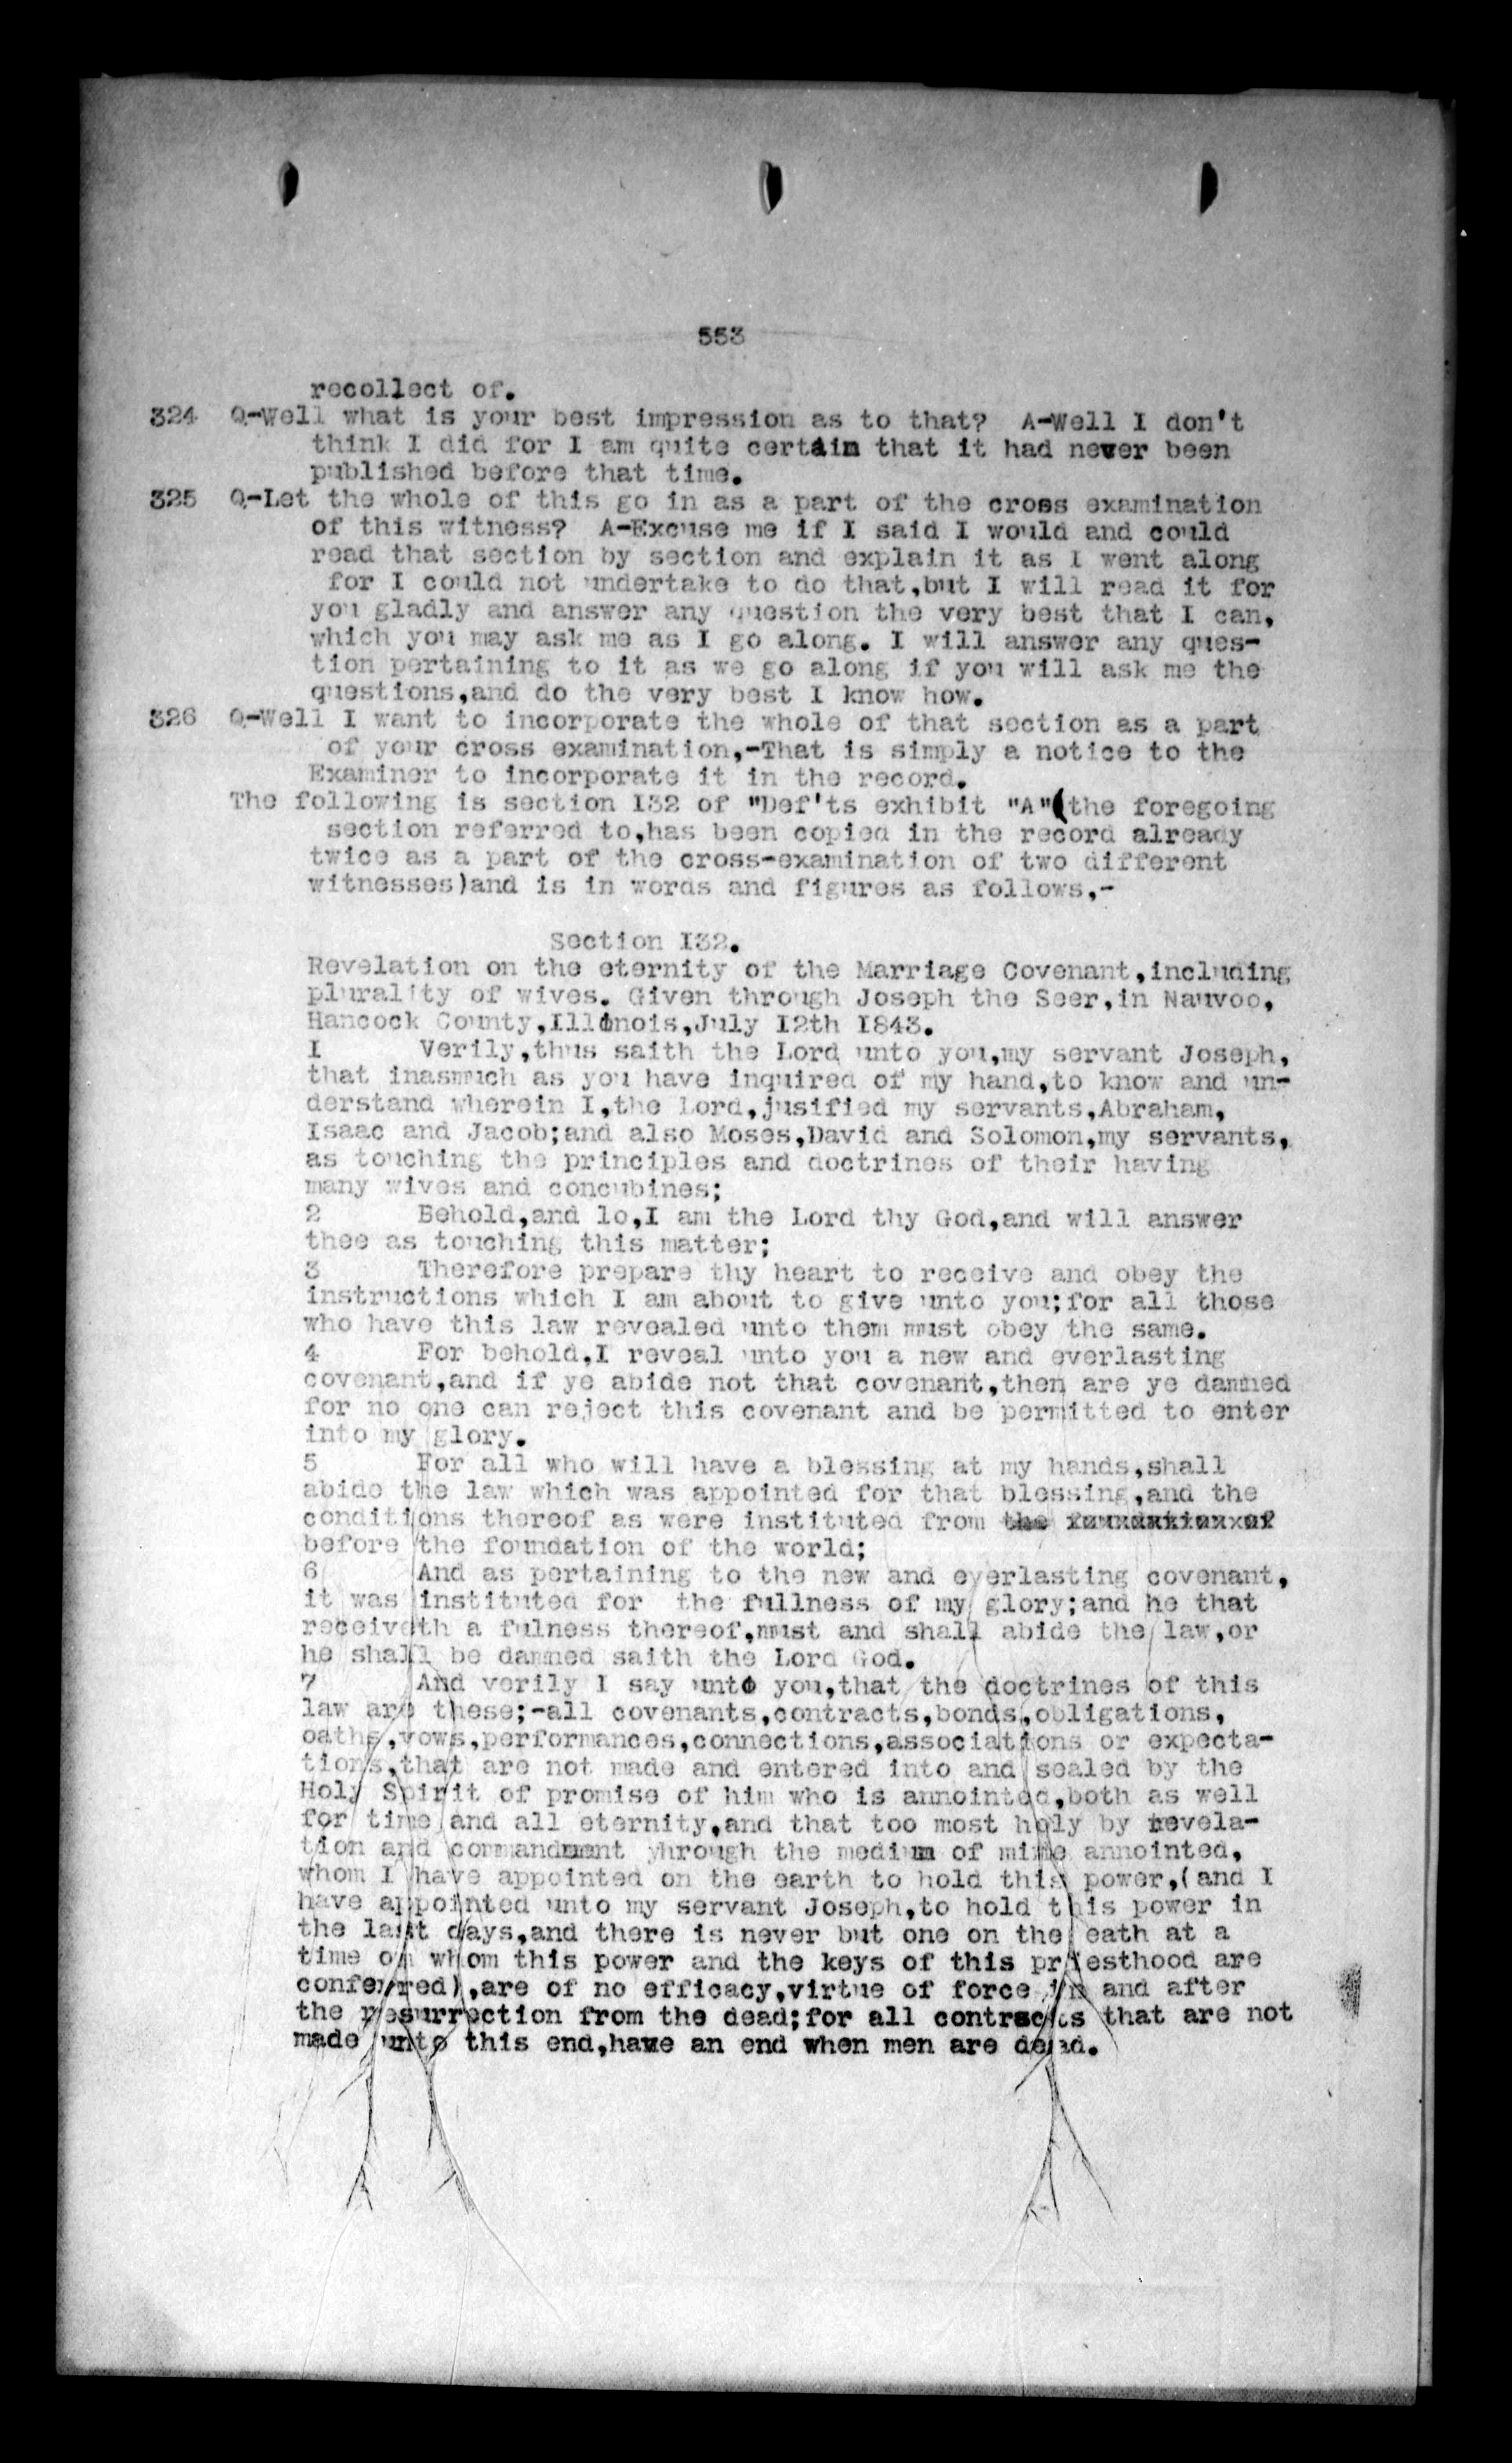 553
recollect of.
324 Q-Well what is your best impression as to that? A-Well I don't
think I did for I am quite certain that it had never been
published before that time.
325 Q-Let the whole of this go in as a part of the cross examination
of this witness? A-Excuse me if I said I would and could
read that section by section and explain it as I went along
for I could not undertake to do that,but I will read it for
you gladly and answer any question the very best that I can,
which you may ask me as I go along. I will answer any ques-
tion pertaining to it as we go along if you will ask me the
questions,and do the very best I know how.
326 Q-Well I want to incorporate the whole of that section as a part
of your cross examination,-That is simply a notice to the
Examiner to incorporate it in the record.
The following is section I32 of "Def'ts exhibit "A"(the foregoing
section referred to,has been copied in the record already
twice as a part of the cross-examination of two different
witnesses)and is in words and figures as follows,-
Section I32.
Revelation on the eternity of the Marriage Covenant,including
plurality of wives. Given through Joseph the Seer,in Nauvoo,
Hancock County,Illinois,July I2th I843.
I Verily,thus saith the Lord unto you,my servant Joseph,
that inasmuch as you have inquired of my hand,to know and un-
derstand wherein I,the Lord,jusified my servants,Abraham,
Isaac and Jacob;and also Moses,David and Solomon,my servants,
as touching the principles and doctrines of their having
many wives and concubines;
2 Behold,and lo,I am the Lord thy God,and will answer
thee as touching this matter;
3 Therefore prepare thy heart to receive and obey the
instructions which I am about to give unto you;for all those
who have this law revealed unto them must obey the same.
4 For behold,I reveal unto you a new and everlasting
covenant,and if ye abide not that covenant,then are ye damned
for no one can reject this covenant and be permitted to enter
into my glory.
5 For all who will have a blessing at my hands,shall
abide the law which was appointed for that blessing,and the
conditions thereof as were instituted from the foundation of
before the foundation of the world;
6 And as pertaining to the new and everlasting covenant,
it was instituted for the fullness of my glory;and he that
receiveth a fulness thereof,must and shall abide the law,or
he shall be damned saith the Lord God.
7 And verily I say unto you,that the doctrines of this
law are these;-all covenants,contracts,bonds,obligations,
oaths,vows,performances,connections,associations or expecta-
tions,that are not made and entered into and sealed by the
Holy Spirit of promise of him who is annointed,both as well
for time and all eternity,and that too most holy by revela-
tion and commandment yhrough the medium of mine annointed,
whom I have appointed on the earth to hold this power,(and I
have appointed unto my servant Joseph,to hold this power in
the last days,and there is never but one on the eath at a
time on whom this power and the keys of this priesthood are
conferred),are of no efficacy,virtue of force in and after
the resurrection from the dead;for all contracts that are not
made unto this end,have an end when men are dead.